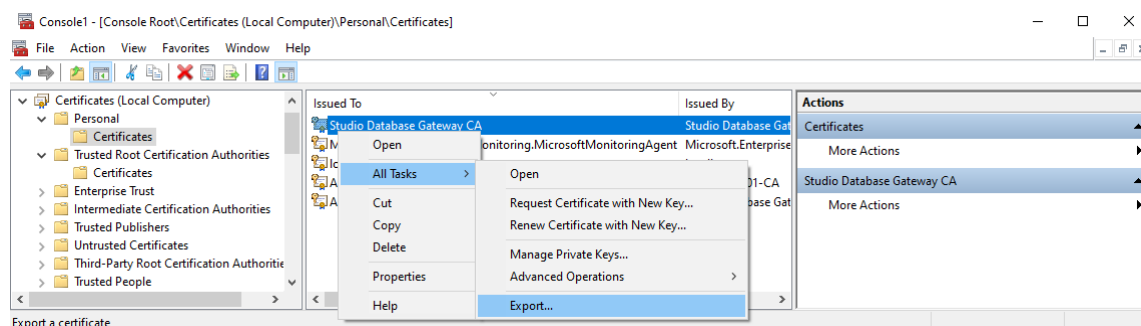 Console1 - [Console Root\Certificates (Local Computer)\Personal\Certificates]
File Action View Favorites Window Help
Certificates (Local Computer)
Personal
Certificates
Trusted Root Certification Authorities
Certificates
Enterprise Trust
Intermediate Certification Authorities
Trusted Publishers
Untrusted Certificates
Third-Party Root Certification Authoritie
Trusted People
Issued To Issued By
Studio Database Gateway CA Studio Database Gat
M onitoring.MicrosoftMonitoringAgent Microsoft.Enterprise
lc
A 01-CA
A base Gat
Open
All Tasks
Cut
Copy
Delete
Properties
Help
Open
Request Certificate with New Key...
Renew Certificate with New Key...
Manage Private Keys...
Advanced Operations
Export...
Actions
Certificates
More Actions
Studio Database Gateway CA
More Actions
Export a certificate